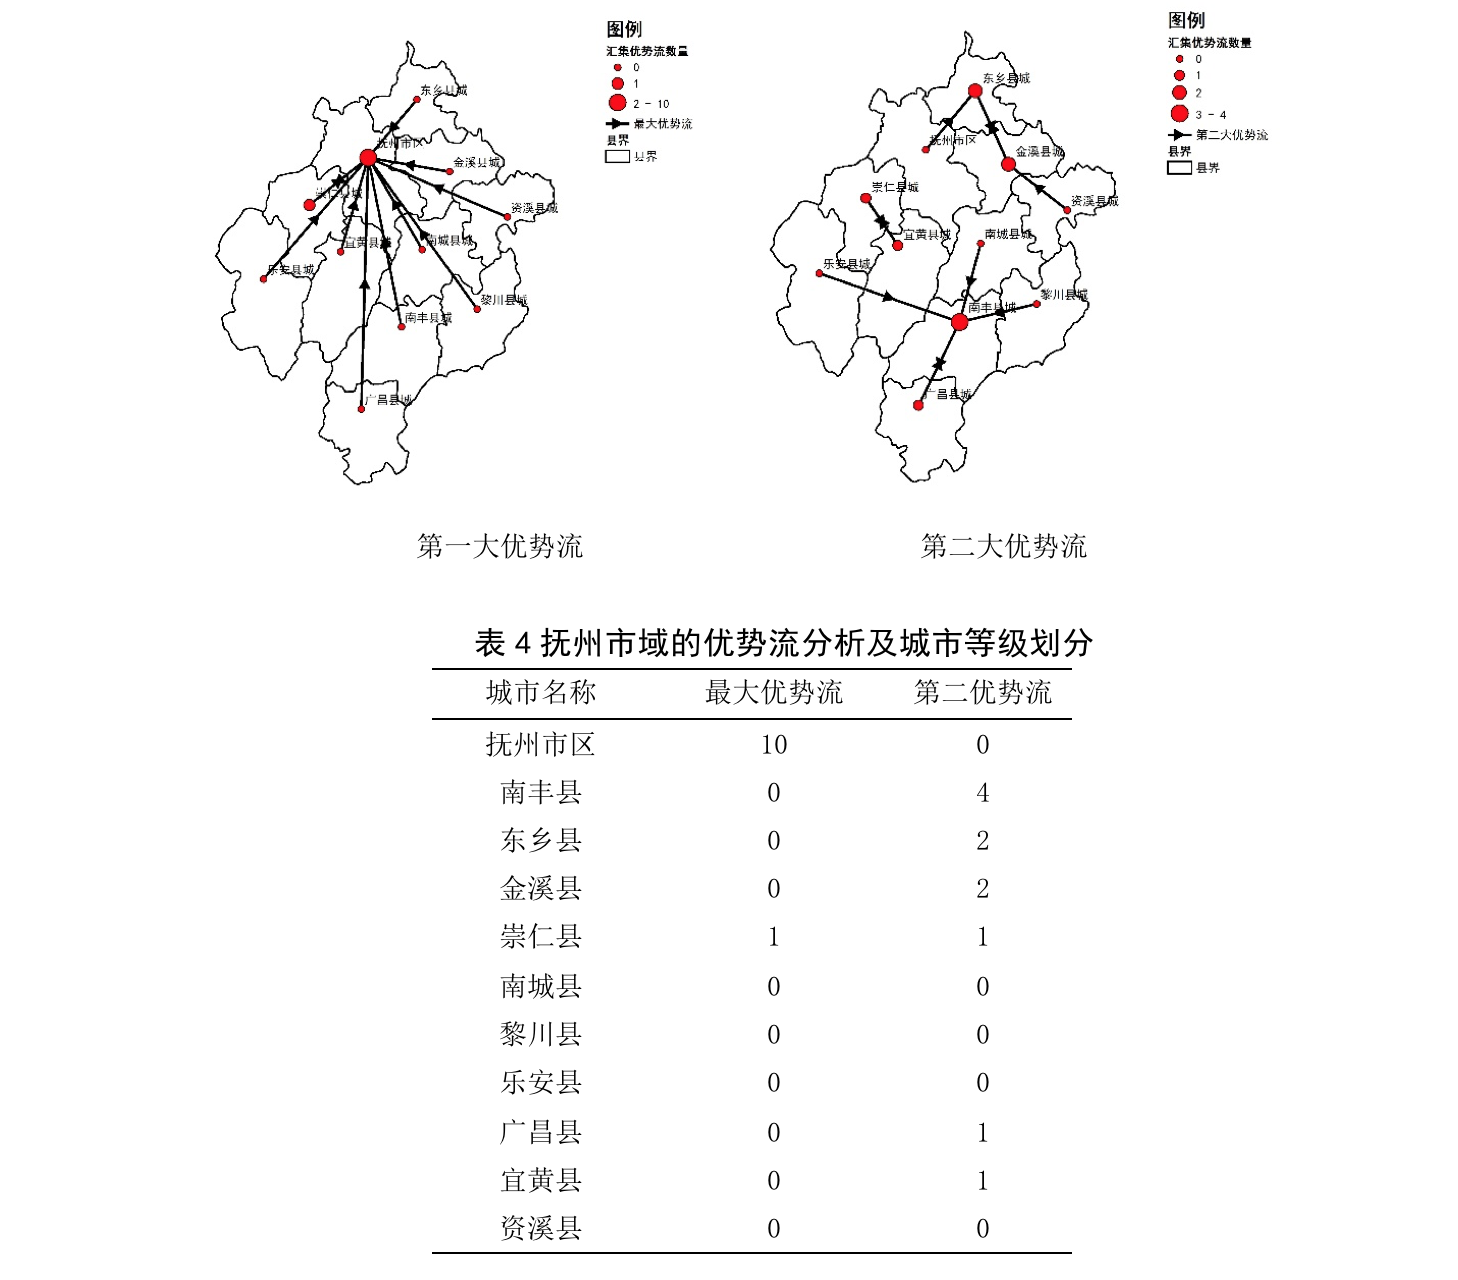 图例
汇集优势流数量
0
1
2 - 10
最大优势流
县界
县界
东乡县城
抚州市区
金溪县城
崇仁县城
资溪县城
宜黄县城
南城县城
乐安县城
黎川县城
南丰县城
广昌县城
第一大优势流
图例
汇集优势流数量
0
1
2
3 - 4
第二大优势流
县界
县界
东乡县城
抚州市区
金溪县城
崇仁县城
资溪县城
宜黄县城
南城县城
乐安县城
黎川县城
南丰县城
广昌县城
第二大优势流
表 4 抚州市域的优势流分析及城市等级划分
城市名称 最大优势流 第二优势流
抚州市区 10 0
南丰县 0 4
东乡县 0 2
金溪县 0 2
崇仁县 1 1
南城县 0 0
黎川县 0 0
乐安县 0 0
广昌县 0 1
宜黄县 0 1
资溪县 0 0